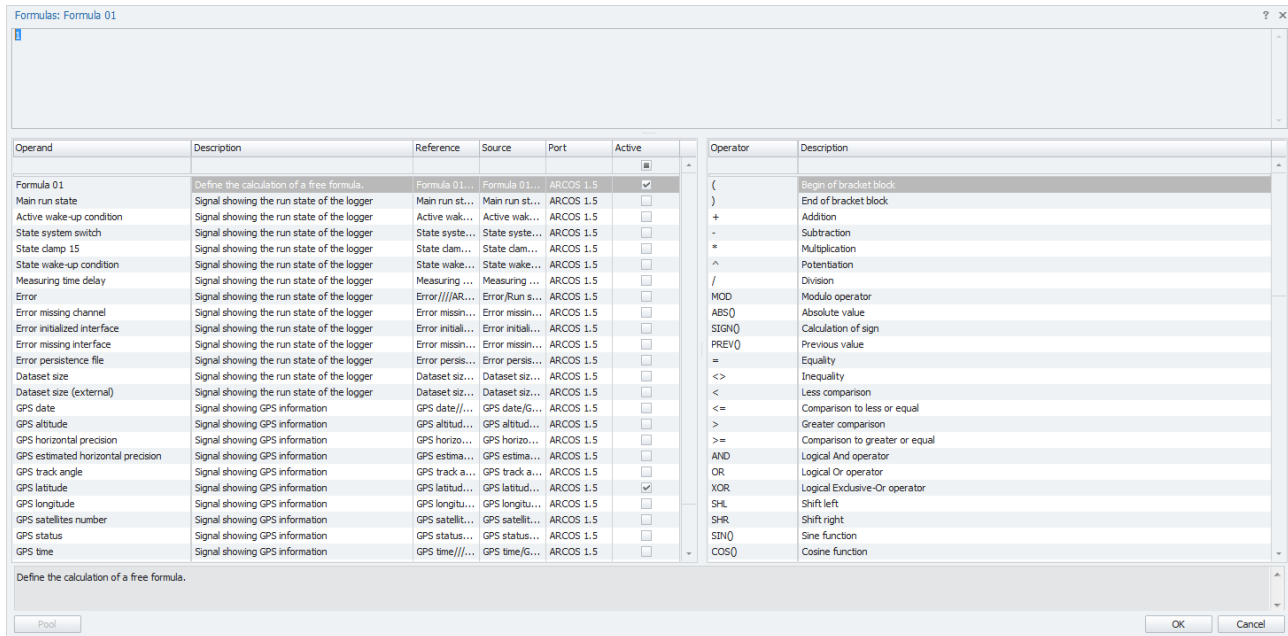 Formulas: Formula 01 ? ×
1
Operand Description Reference Source Port Active
Formula 01 Define the calculation of a free formula. Formula 01... Formula 01... ARCOS 1.5
Main run state Signal showing the run state of the logger Main run st... Main run st... ARCOS 1.5
Active wake-up condition Signal showing the run state of the logger Active wak... Active wak... ARCOS 1.5
State system switch Signal showing the run state of the logger State syste... State syste... ARCOS 1.5
State clamp 15 Signal showing the run state of the logger State clam... State clam... ARCOS 1.5
State wake-up condition Signal showing the run state of the logger State wake... State wake... ARCOS 1.5
Measuring time delay Signal showing the run state of the logger Measuring ... Measuring ... ARCOS 1.5
Error Signal showing the run state of the logger Error////AR... Error/Run s... ARCOS 1.5
Error missing channel Signal showing the run state of the logger Error missin... Error missin... ARCOS 1.5
Error initialized interface Signal showing the run state of the logger Error initiali... Error initiali... ARCOS 1.5
Error missing interface Signal showing the run state of the logger Error missin... Error missin... ARCOS 1.5
Error persistence file Signal showing the run state of the logger Error persis... Error persis... ARCOS 1.5
Dataset size Signal showing the run state of the logger Dataset siz... Dataset siz... ARCOS 1.5
Dataset size (external) Signal showing the run state of the logger Dataset siz... Dataset siz... ARCOS 1.5
GPS date Signal showing GPS information GPS date//... GPS date/G... ARCOS 1.5
GPS altitude Signal showing GPS information GPS altitud... GPS altitud... ARCOS 1.5
GPS horizontal precision Signal showing GPS information GPS horizo... GPS horizo... ARCOS 1.5
GPS estimated horizontal precision Signal showing GPS information GPS estima... GPS estima... ARCOS 1.5
GPS track angle Signal showing GPS information GPS track a... GPS track a... ARCOS 1.5
GPS latitude Signal showing GPS information GPS latitud... GPS latitud... ARCOS 1.5
GPS longitude Signal showing GPS information GPS longitu... GPS longitu... ARCOS 1.5
GPS satellites number Signal showing GPS information GPS satellit... GPS satellit... ARCOS 1.5
GPS status Signal showing GPS information GPS status... GPS status... ARCOS 1.5
GPS time Signal showing GPS information GPS time///... GPS time/G... ARCOS 1.5
Operator Description
( Begin of bracket block
) End of bracket block
+ Addition
- Subtraction
* Multiplication
^ Potentiation
/ Division
MOD Modulo operator
ABS() Absolute value
SIGN() Calculation of sign
PREV() Previous value
= Equality
<> Inequality
< Less comparison
<= Comparison to less or equal
> Greater comparison
>= Comparison to greater or equal
AND Logical And operator
OR Logical Or operator
XOR Logical Exclusive-Or operator
SHL Shift left
SHR Shift right
SIN() Sine function
COS() Cosine function
Define the calculation of a free formula.
Pool OK Cancel